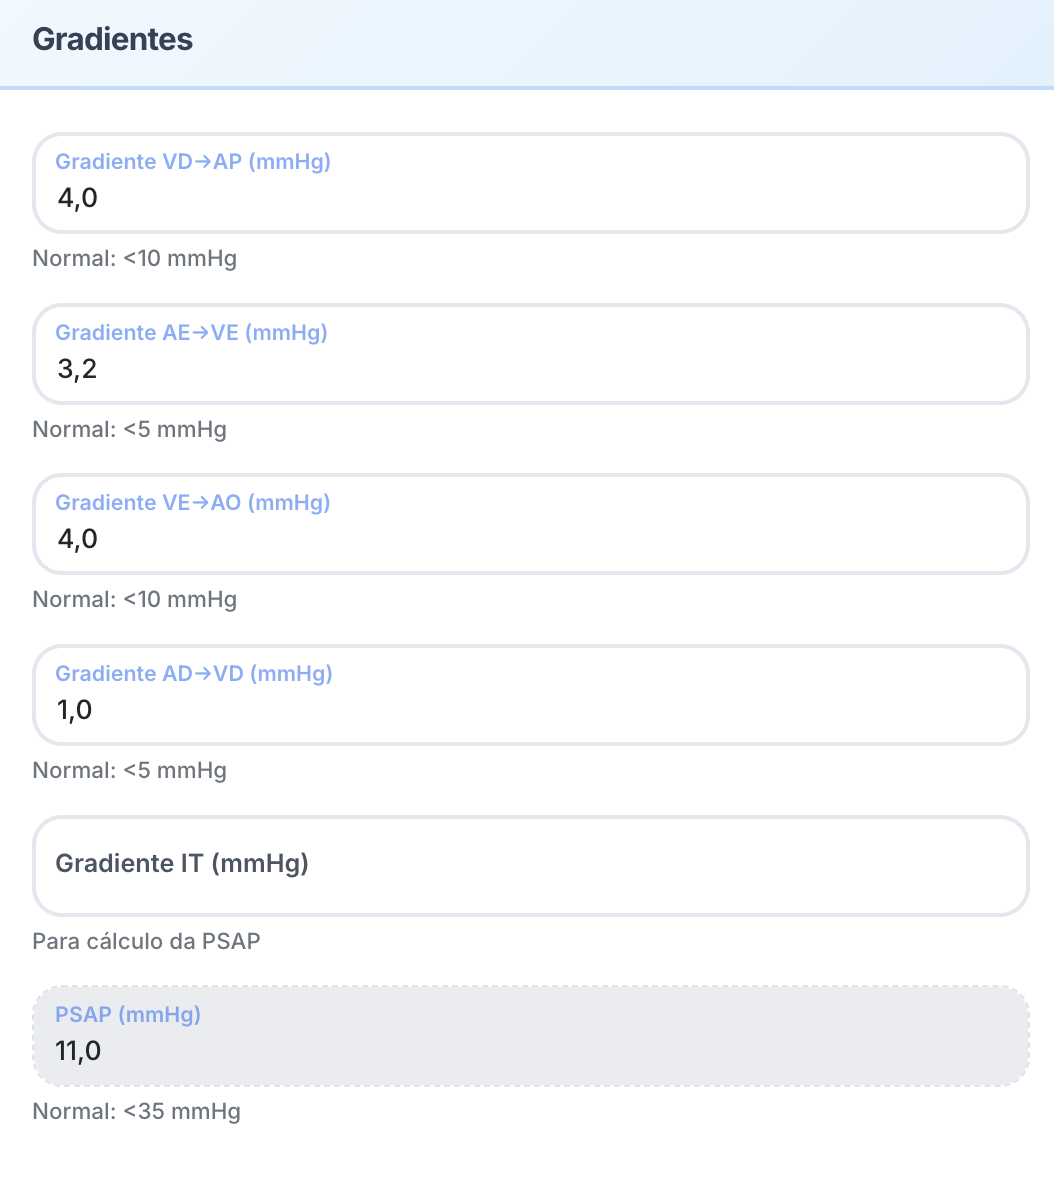 Gradientes
Gradiente VD→AP (mmHg)
4,0
Normal: <10 mmHg
Gradiente AE→VE (mmHg)
3,2
Normal: <5 mmHg
Gradiente VE→AO (mmHg)
4,0
Normal: <10 mmHg
Gradiente AD→VD (mmHg)
1,0
Normal: <5 mmHg
Gradiente IT (mmHg)
Para cálculo da PSAP
PSAP (mmHg)
11,0
Normal: <35 mmHg